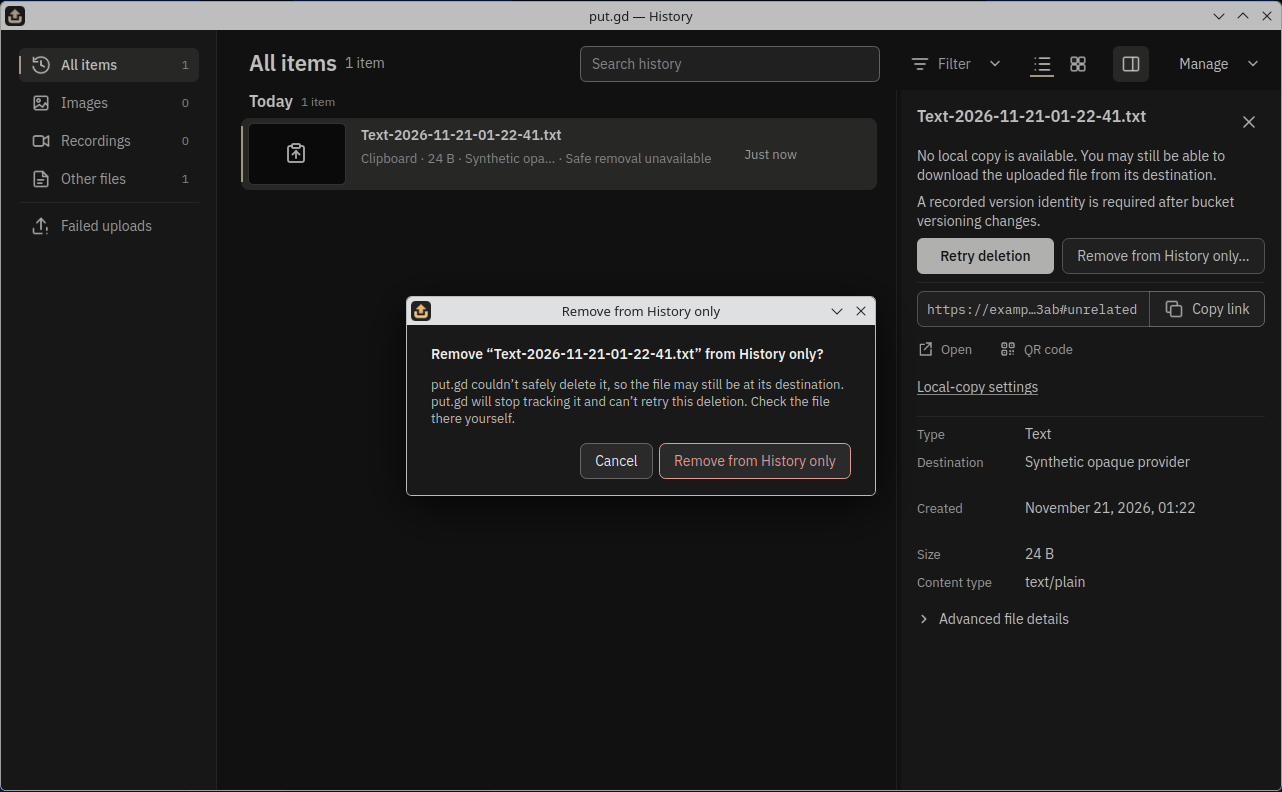 put.gd — History
All items 1
Images 0
Recordings 0
Other files 1
Failed uploads
All items 1 item
Search history
Filter
Manage
Today 1 item
Text-2026-11-21-01-22-41.txt
Clipboard · 24 B · Synthetic opa... · Safe removal unavailable
Just now
Text-2026-11-21-01-22-41.txt
No local copy is available. You may still be able to
download the uploaded file from its destination.
A recorded version identity is required after bucket
versioning changes.
Retry deletion
Remove from History only...
https://examp…3ab#unrelated
Copy link
Open
QR code
Local-copy settings
Type Text
Destination Synthetic opaque provider
Created November 21, 2026, 01:22
Size 24 B
Content type text/plain
Advanced file details
Remove from History only
Remove “Text-2026-11-21-01-22-41.txt” from History only?
put.gd couldn’t safely delete it, so the file may still be at its destination.
put.gd will stop tracking it and can’t retry this deletion. Check the file
there yourself.
Cancel
Remove from History only